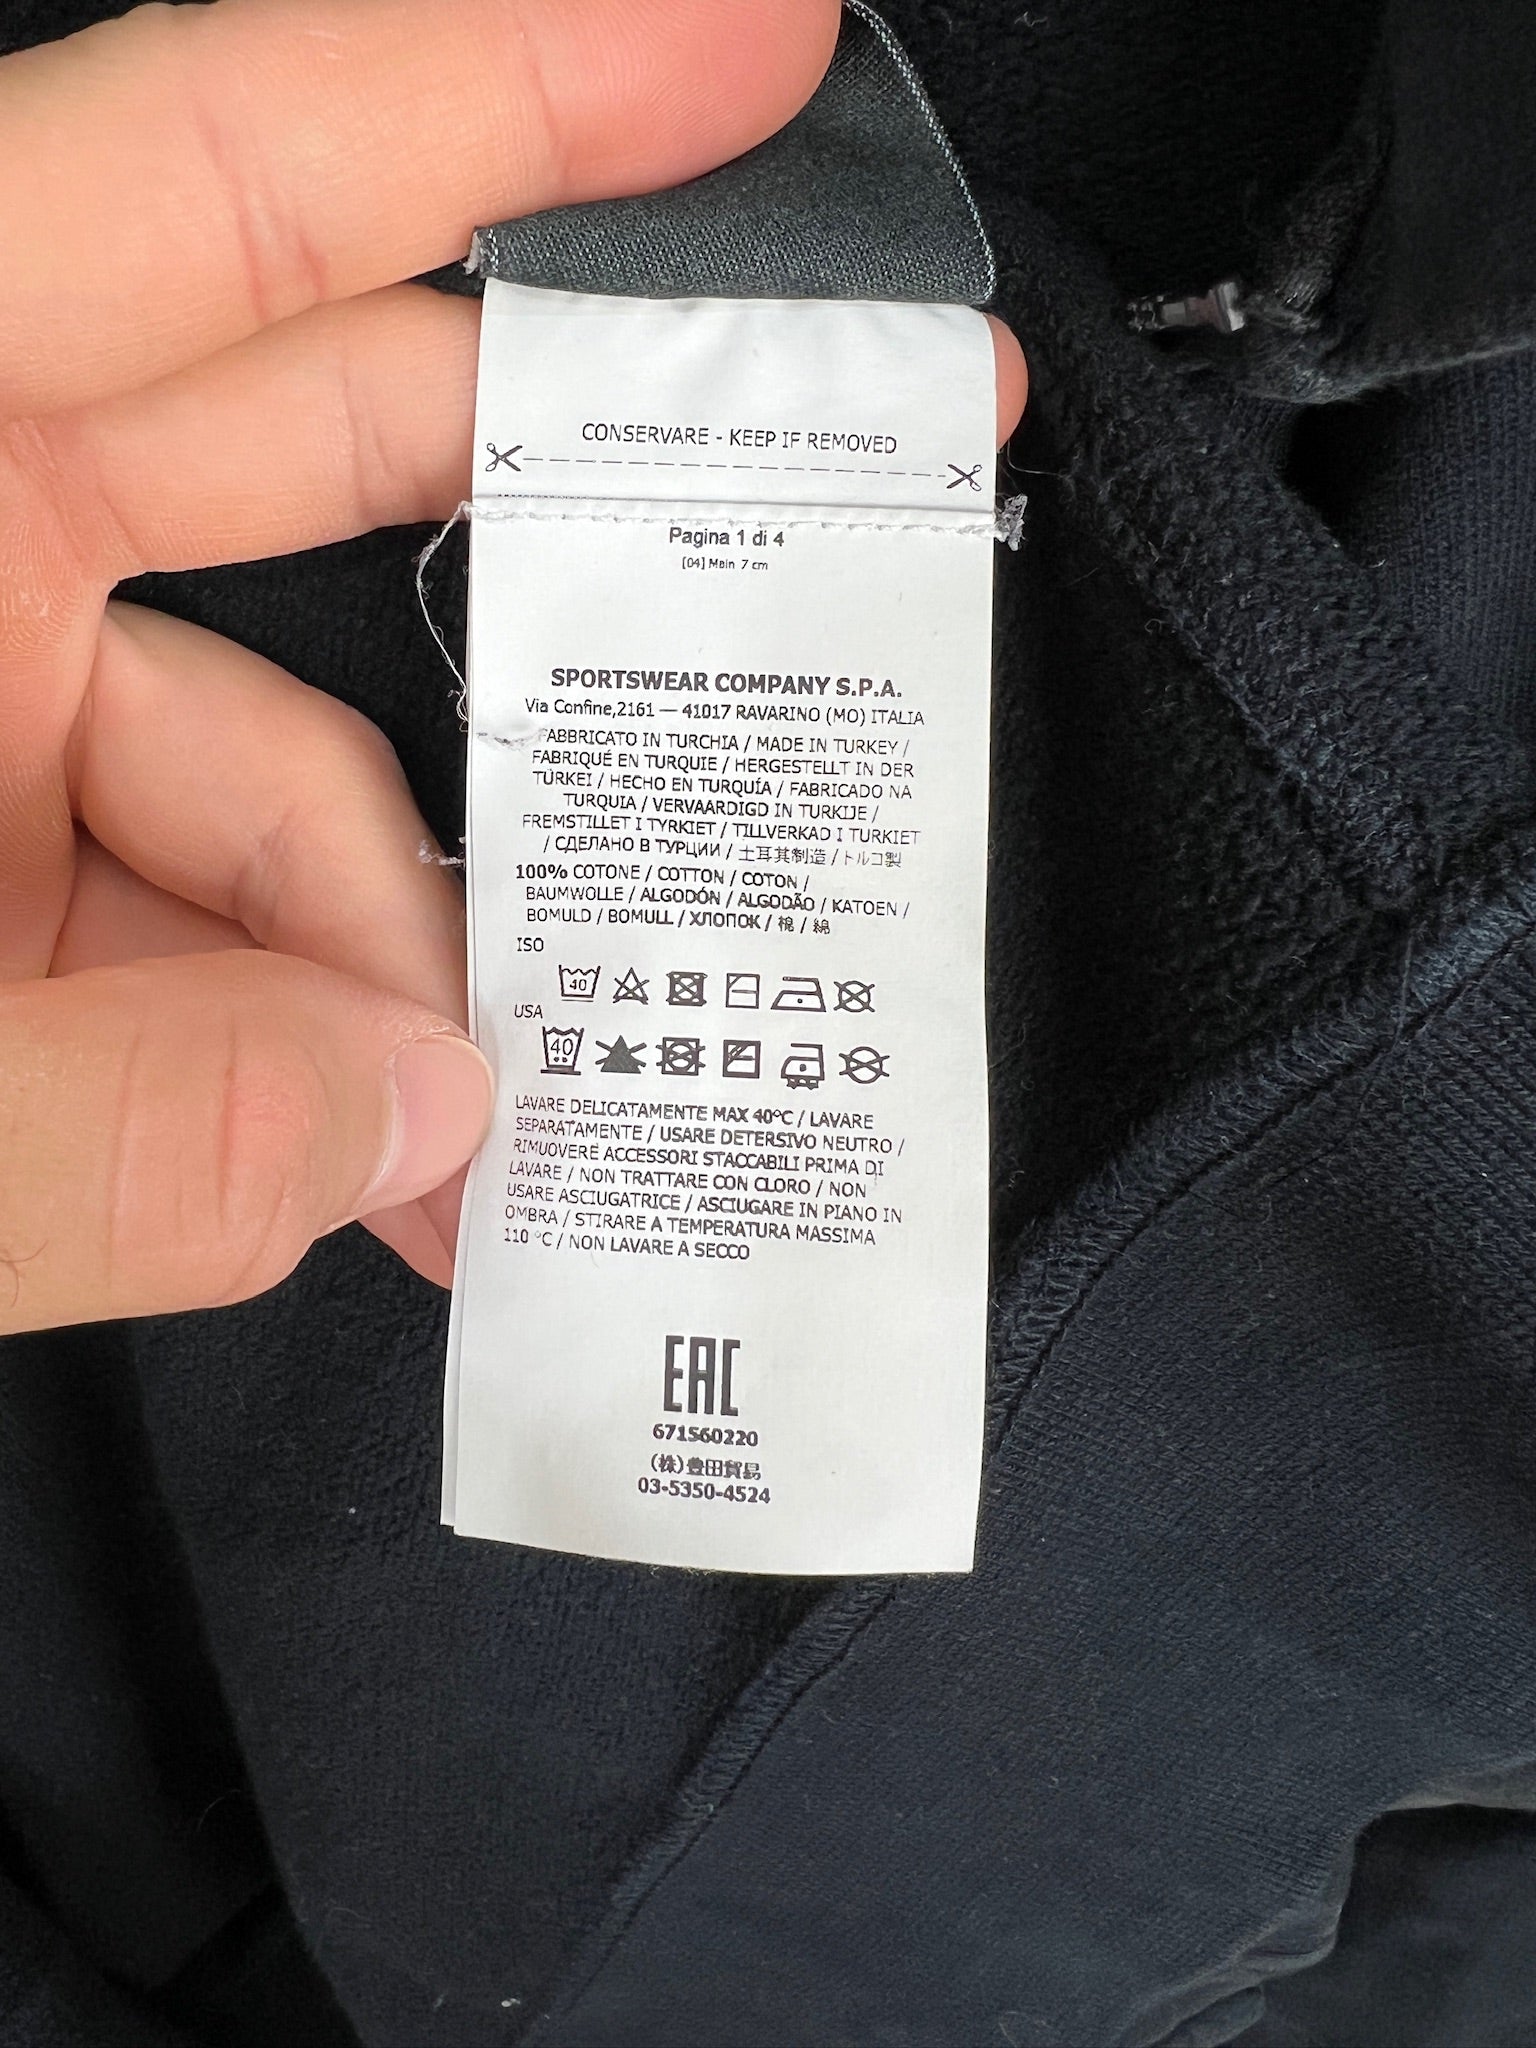 CONSERVARE - KEEP IF REMOVED
Pagina 1 di 4
[04] Main 7 cm
SPORTSWEAR COMPANY S.P.A.
Via Confine,2161 — 41017 RAVARINO (MO) ITALIA
FABBRICATO IN TURCHIA / MADE IN TURKEY /
FABRIQUÉ EN TURQUIE / HERGESTELLT IN DER
TÜRKEI / HECHO EN TURQUÍA / FABRICADO NA
TURQUIA / VERVAARDIGD IN TURKIJE /
FREMSTILLET I TYRKIET / TILLVERKAD I TURKIET
/ СДЕЛАНО В ТУРЦИИ / 土耳其制造 / トルコ製
100% COTONE / COTTON / COTON /
BAUMWOLLE / ALGODÓN / ALGODÃO / KATOEN /
BOMULD / BOMULL / ХЛОПОК / 棉 / 綿
ISO
40
USA
40
LAVARE DELICATAMENTE MAX 40°C / LAVARE
SEPARATAMENTE / USARE DETERSIVO NEUTRO /
RIMUOVERE ACCESSORI STACCABILI PRIMA DI
LAVARE / NON TRATTARE CON CLORO / NON
USARE ASCIUGATRICE / ASCIUGARE IN PIANO IN
OMBRA / STIRARE A TEMPERATURA MASSIMA
110 °C / NON LAVARE A SECCO
EAC
671560220
(株)豊田貿易
03-5350-4524